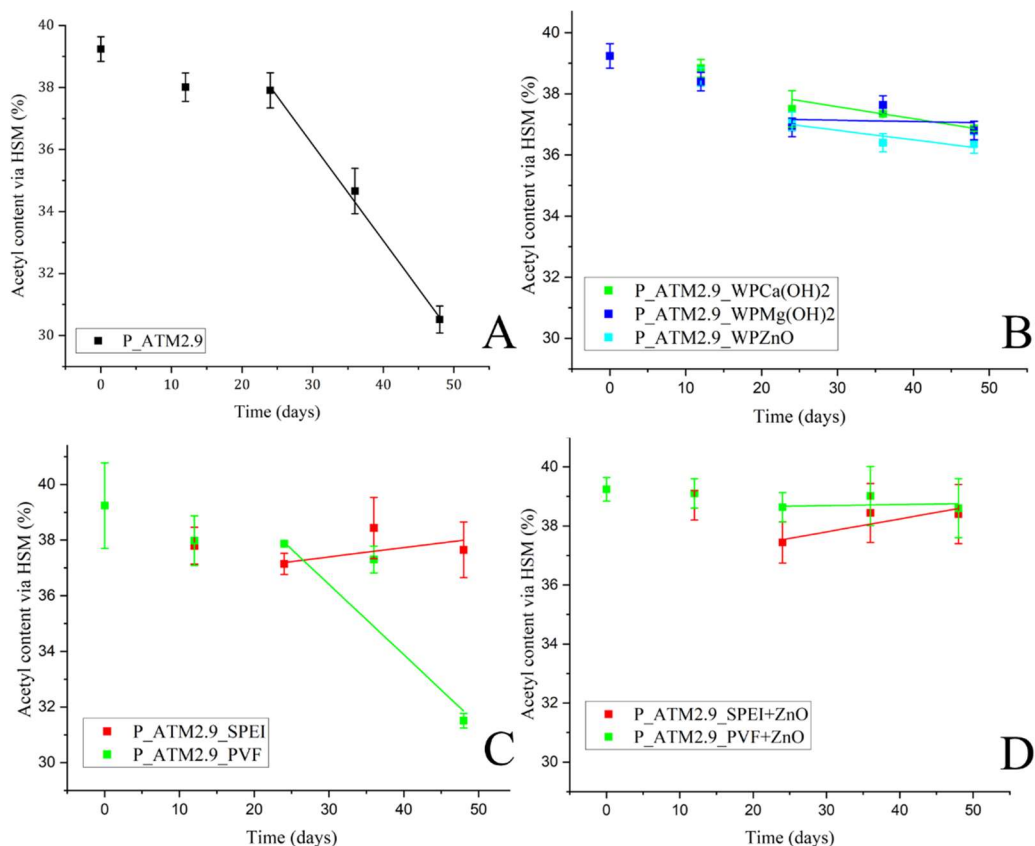 40
38
36
34
32
30
0
10
20
30
40
50
Acetyl content via HSM (%)
Time (days)
P_ATM2.9
A
40
38
36
34
32
30
0
10
20
30
40
50
Acetyl content via HSM (%)
Time (days)
P_ATM2.9_WPCa(OH)2
P_ATM2.9_WPMg(OH)2
P_ATM2.9_WPZnO
B
40
38
36
34
32
30
0
10
20
30
40
50
Acetyl content via HSM (%)
Time (days)
P_ATM2.9_SPEI
P_ATM2.9_PVF
C
40
38
36
34
32
30
0
10
20
30
40
50
Acetyl content via HSM (%)
Time (days)
P_ATM2.9_SPEI+ZnO
P_ATM2.9_PVF+ZnO
D